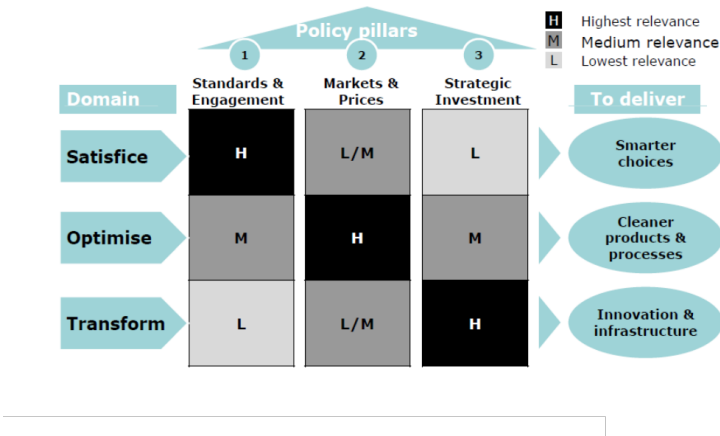 Policy pillars
H Highest relevance
M Medium relevance
L Lowest relevance
1 2 3
Domain
Standards &
Engagement
Markets &
Prices
Strategic
Investment
To deliver
Satisfice H L/M L Smarter
choices
Optimise M H M Cleaner
products &
processes
Transform L L/M H Innovation &
infrastructure